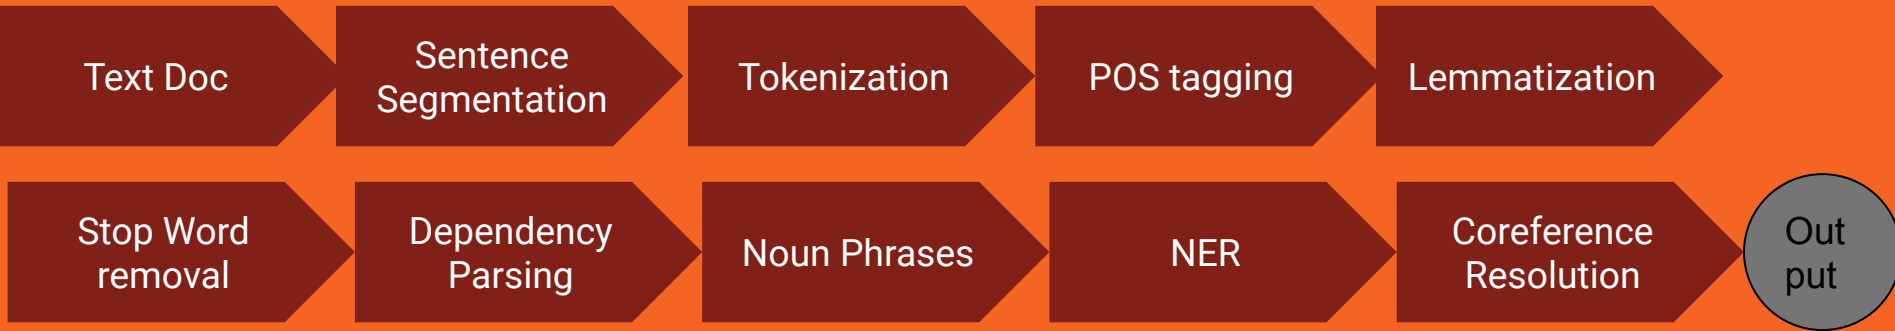 Text Doc
Sentence
Segmentation
Tokenization
POS tagging
Lemmatization
Stop Word
removal
Dependency
Parsing
Noun Phrases
NER
Coreference
Resolution
Out
put